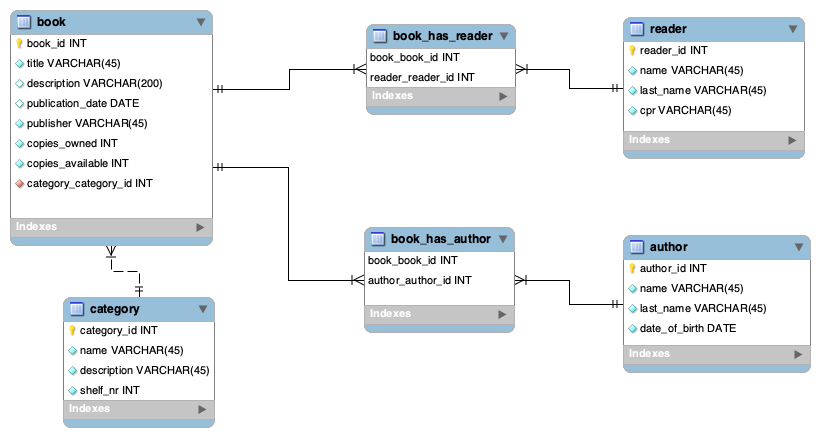 book
book_id INT
title VARCHAR(45)
description VARCHAR(200)
publication_date DATE
publisher VARCHAR(45)
copies_owned INT
copies_available INT
category_category_id INT
Indexes
book_has_reader
book_book_id INT
reader_reader_id INT
Indexes
reader
reader_id INT
name VARCHAR(45)
last_name VARCHAR(45)
cpr VARCHAR(45)
Indexes
book_has_author
book_book_id INT
author_author_id INT
Indexes
author
author_id INT
name VARCHAR(45)
last_name VARCHAR(45)
date_of_birth DATE
Indexes
category
category_id INT
name VARCHAR(45)
description VARCHAR(45)
shelf_nr INT
Indexes